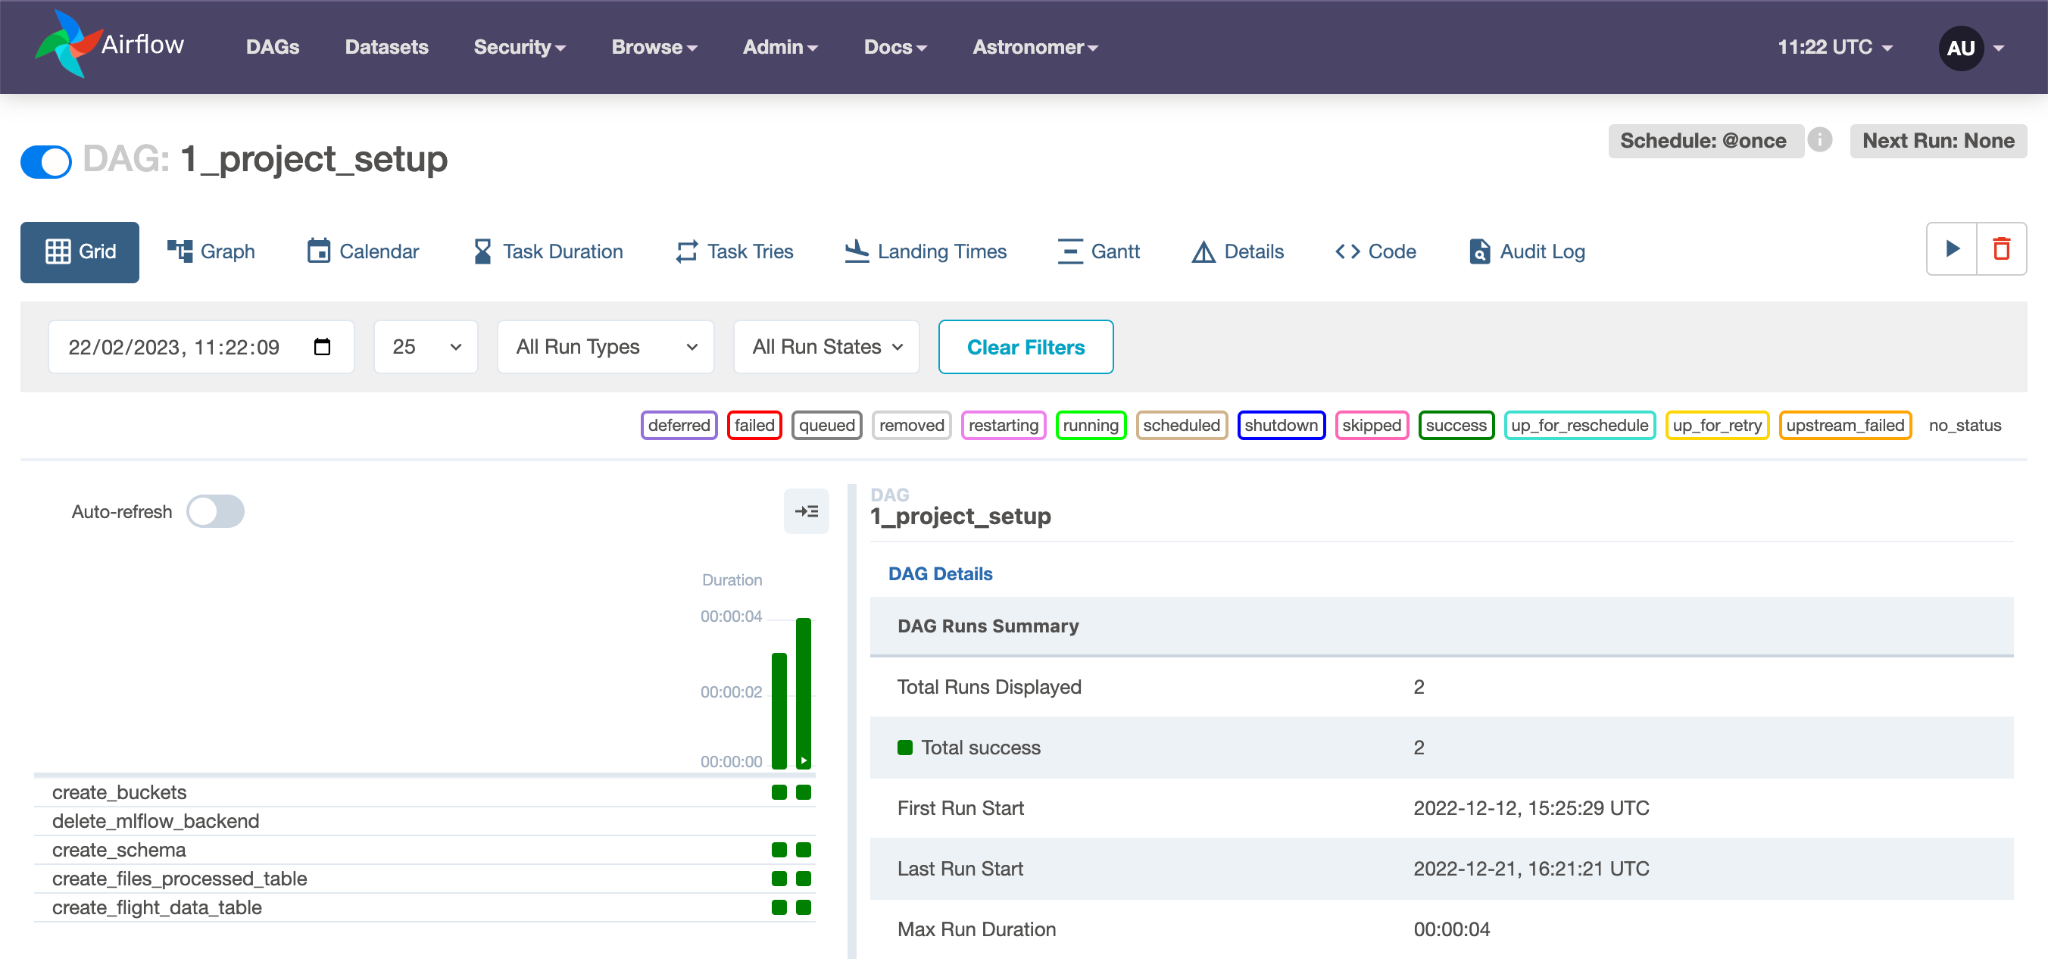 Airflow DAGs Datasets Security Browse Admin Docs Astronomer 11:22 UTC AU
DAG: 1_project_setup Schedule: @once i Next Run: None
Grid Graph Calendar Task Duration Task Tries Landing Times Gantt Details Code Audit Log
22/02/2023, 11:22:09 25 All Run Types All Run States Clear Filters
deferred failed queued removed restarting running scheduled shutdown skipped success up_for_reschedule up_for_retry upstream_failed no_status
Auto-refresh
Duration
00:00:04
00:00:02
00:00:00
create_buckets
delete_mlflow_backend
create_schema
create_files_processed_table
create_flight_data_table
DAG
1_project_setup
DAG Details
DAG Runs Summary
Total Runs Displayed 2
Total success 2
First Run Start 2022-12-12, 15:25:29 UTC
Last Run Start 2022-12-21, 16:21:21 UTC
Max Run Duration 00:00:04